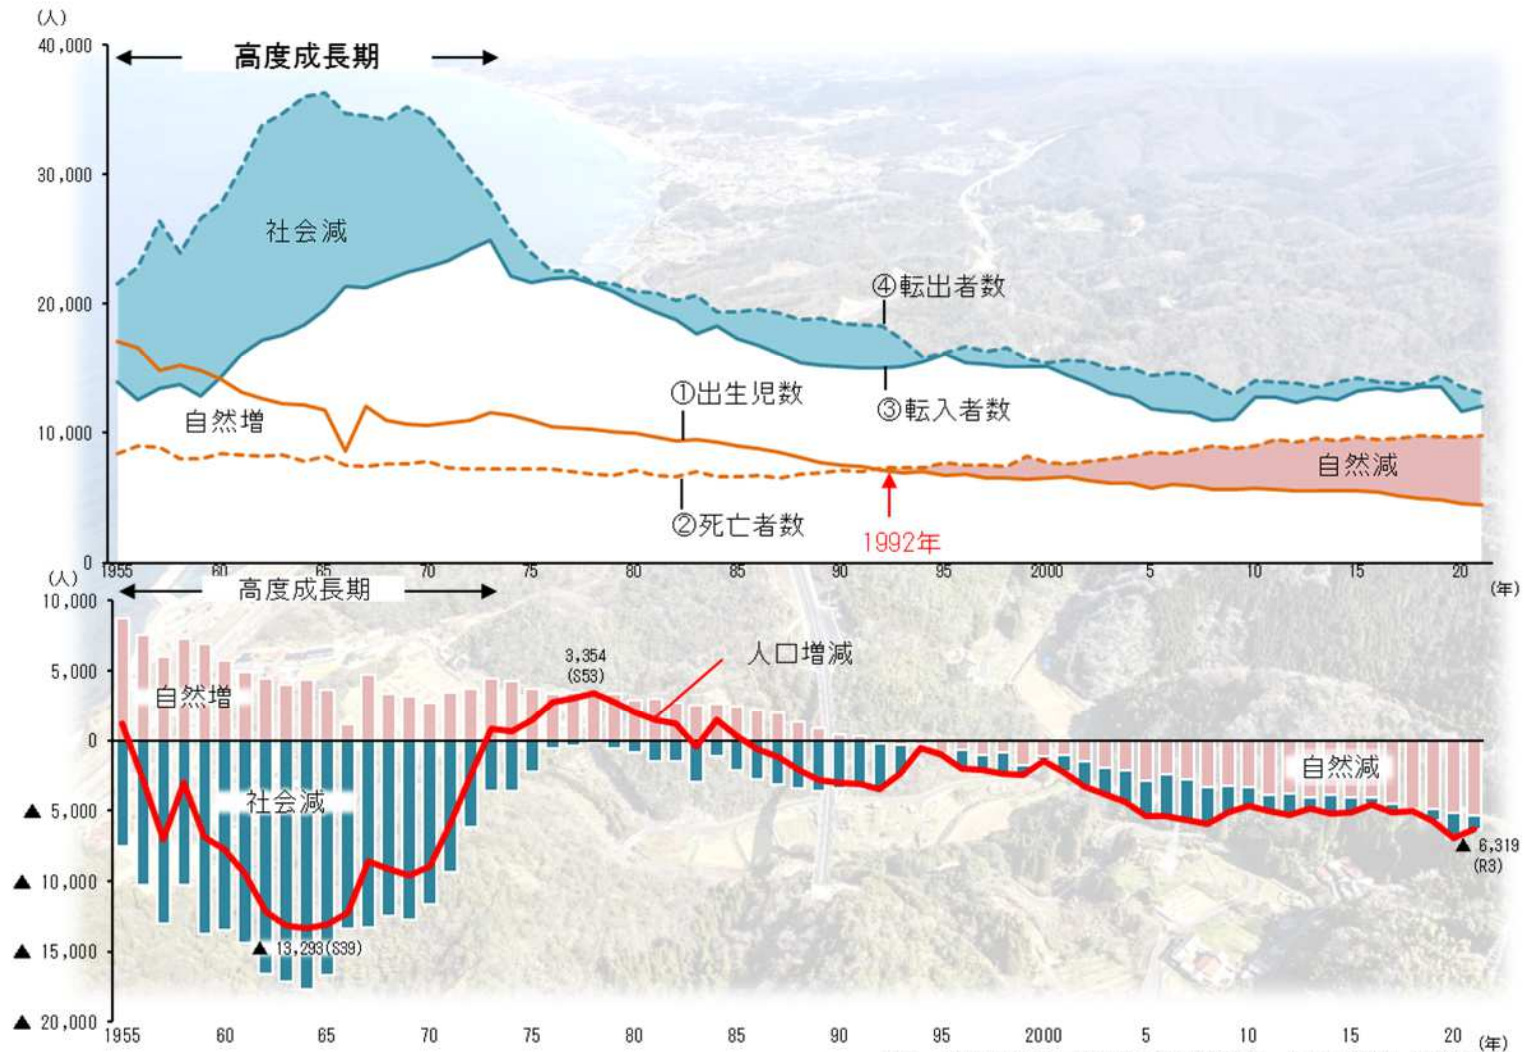 (人)
40,000
高度成長期
30,000
社会減
④転出者数
20,000
①出生児数
③転入者数
自然増
10,000
自然減
②死亡者数
1992年
0
1955 60 65 70 75 80 85 90 95 2000 5 10 15 20
(年)
(人)
高度成長期
10,000
3,354
(S53)
人口増減
5,000
自然増
0
自然減
社会減
▲ 5,000
▲ 6,319
(R3)
▲ 10,000
▲ 13,293(S39)
▲ 15,000
▲ 20,000
1955 60 65 70 75 80 85 90 95 2000 5 10 15 20
(年)